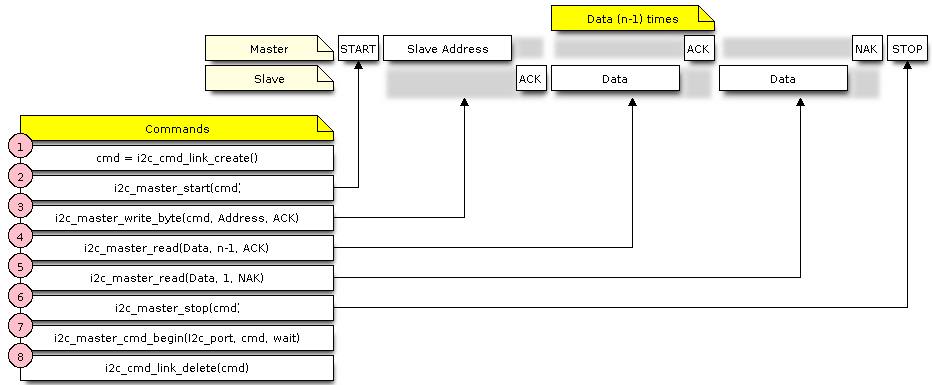 Data (n-1) times
Master START Slave Address ACK NAK STOP
Slave ACK Data Data
Commands
1 cmd = i2c_cmd_link_create()
2 i2c_master_start(cmd;
3 i2c_master_write_byte(cmd, Address, ACK)
4 i2c_master_read(Data, n-1, ACK)
5 i2c_master_read(Data, 1, NAK)
6 i2c_master_stop(cmd;
7 i2c_master_cmd_begin(I2c_port, cmd, wait)
8 i2c_cmd_link_delete(cmd)